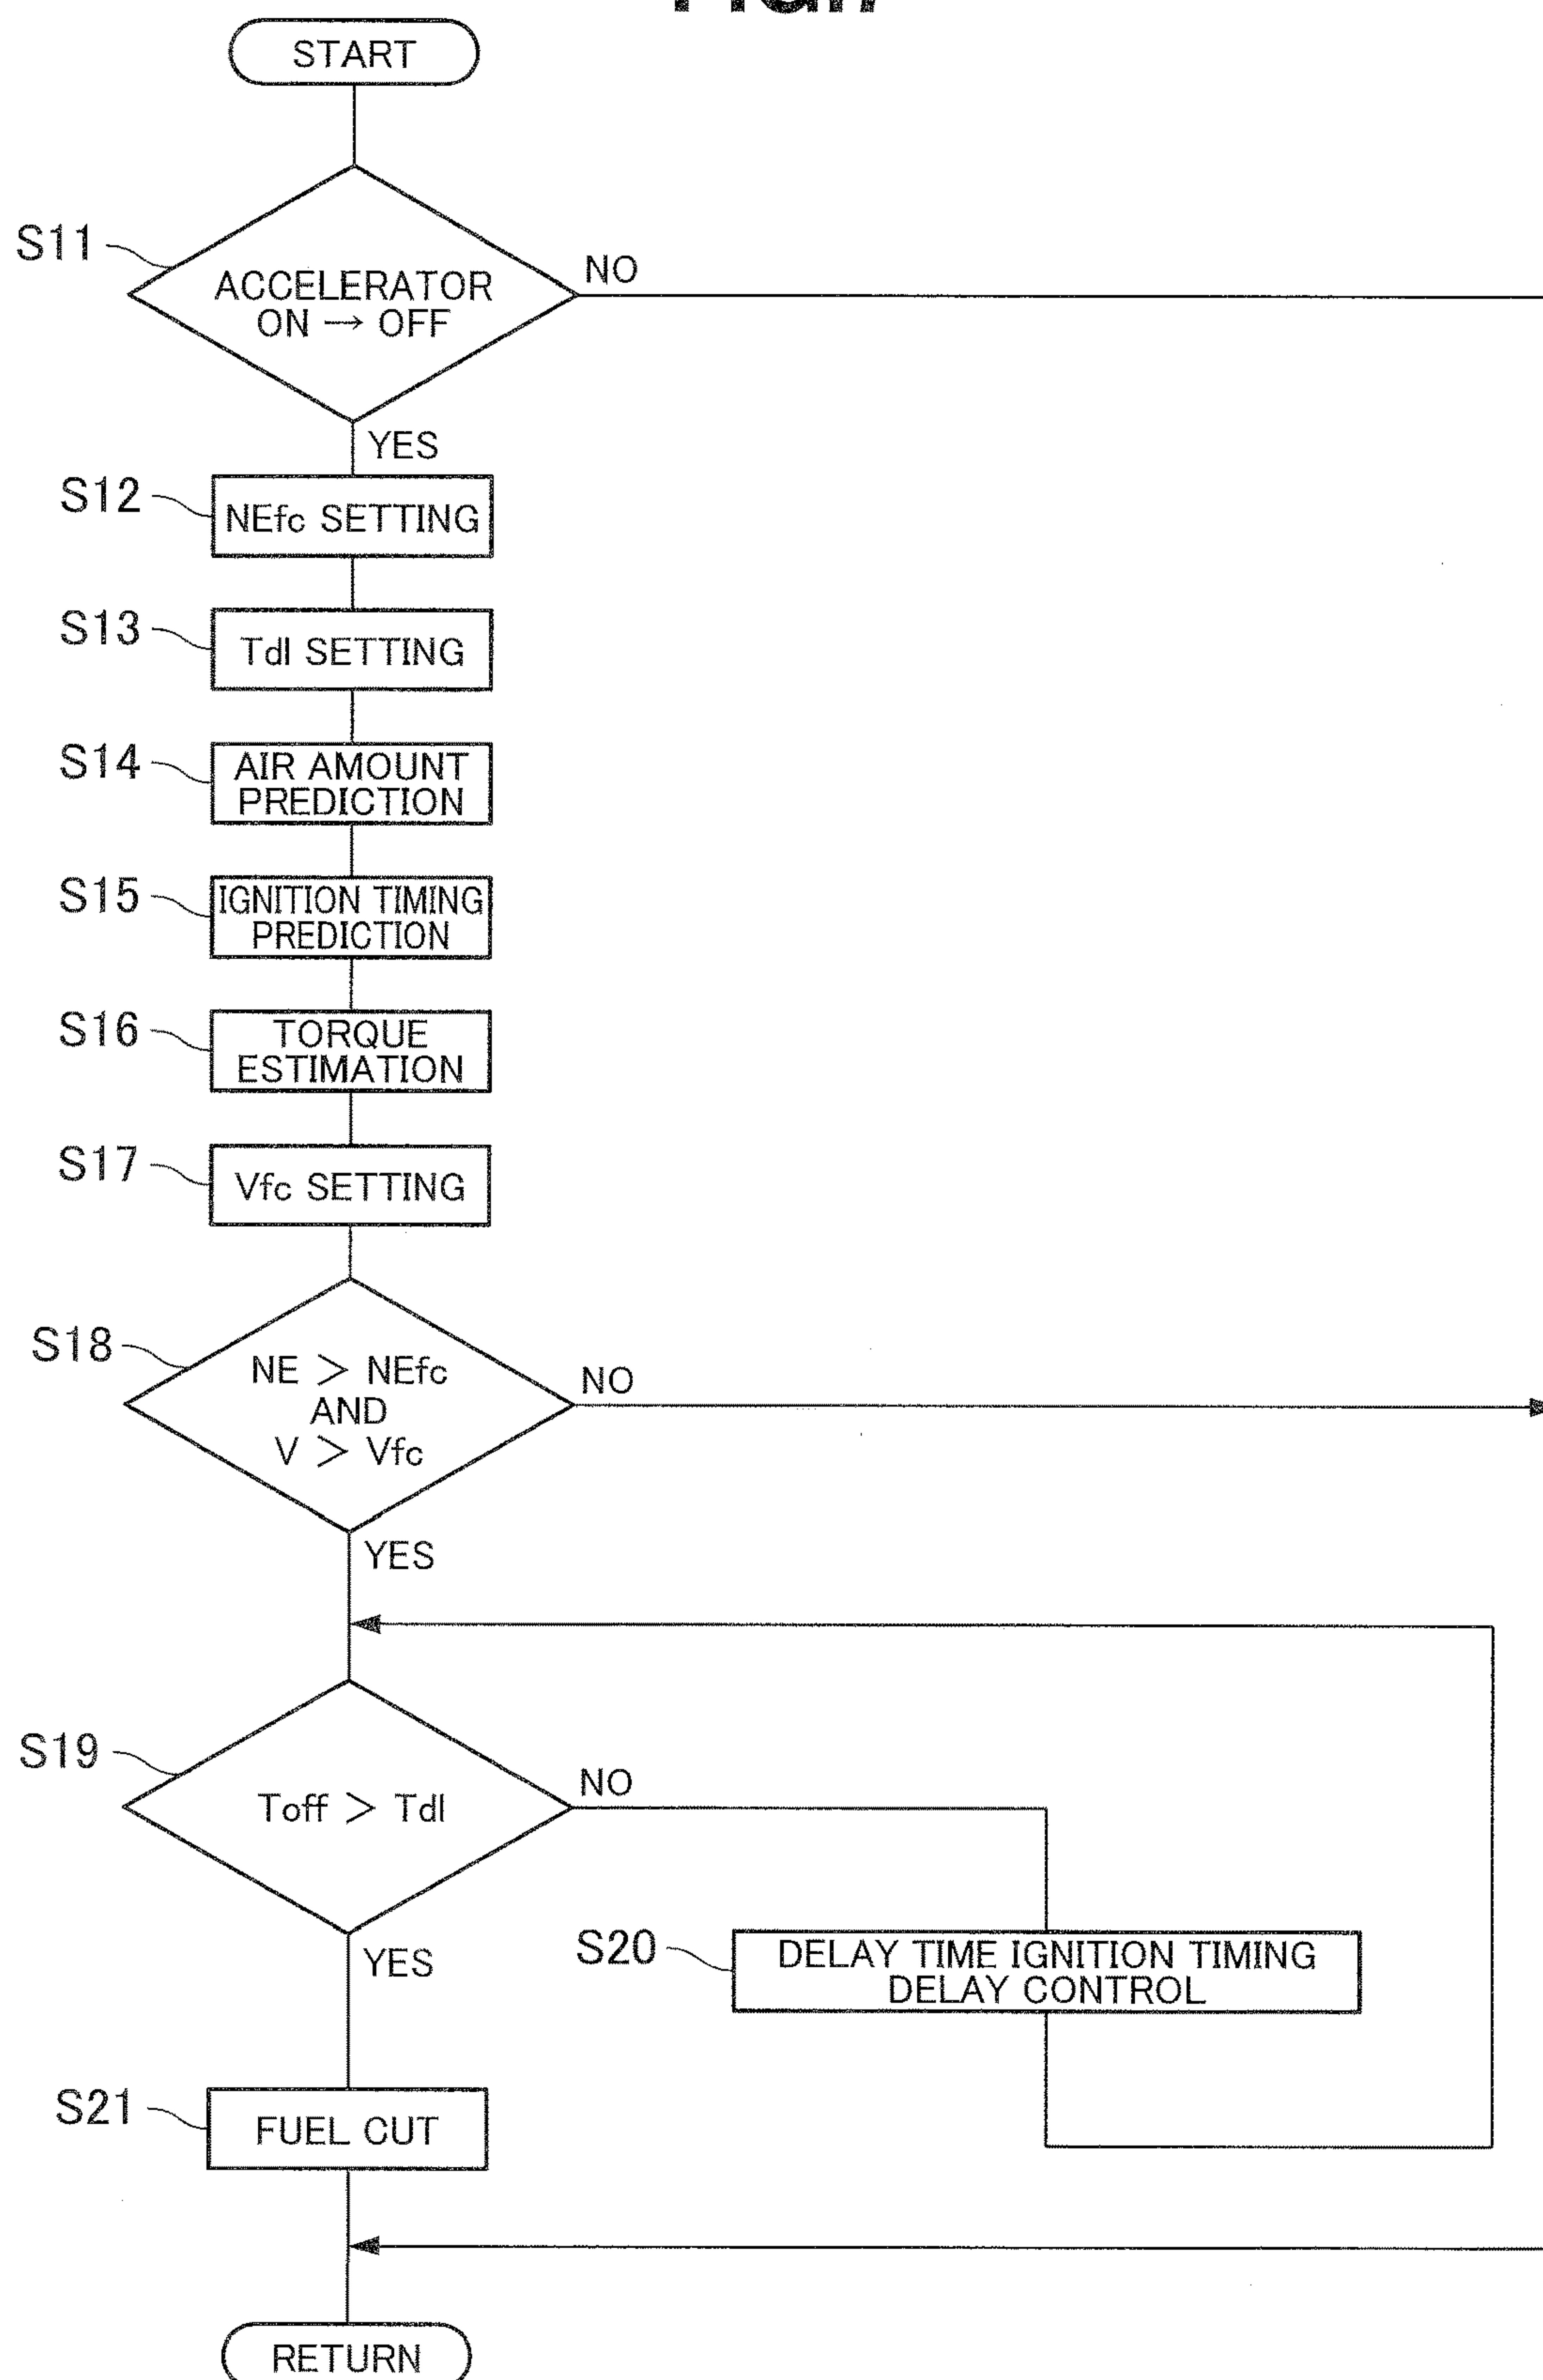 START
S11
ACCELERATOR
ON → OFF
NO
YES
S12
NEfc SETTING
S13
Tdl SETTING
S14
AIR AMOUNT
PREDICTION
S15
IGNITION TIMING
PREDICTION
S16
TORQUE
ESTIMATION
S17
Vfc SETTING
S18
NE > NEfc
AND
V > Vfc
NO
YES
S19
Toff > Tdl
NO
YES
S20
DELAY TIME IGNITION TIMING
DELAY CONTROL
S21
FUEL CUT
RETURN